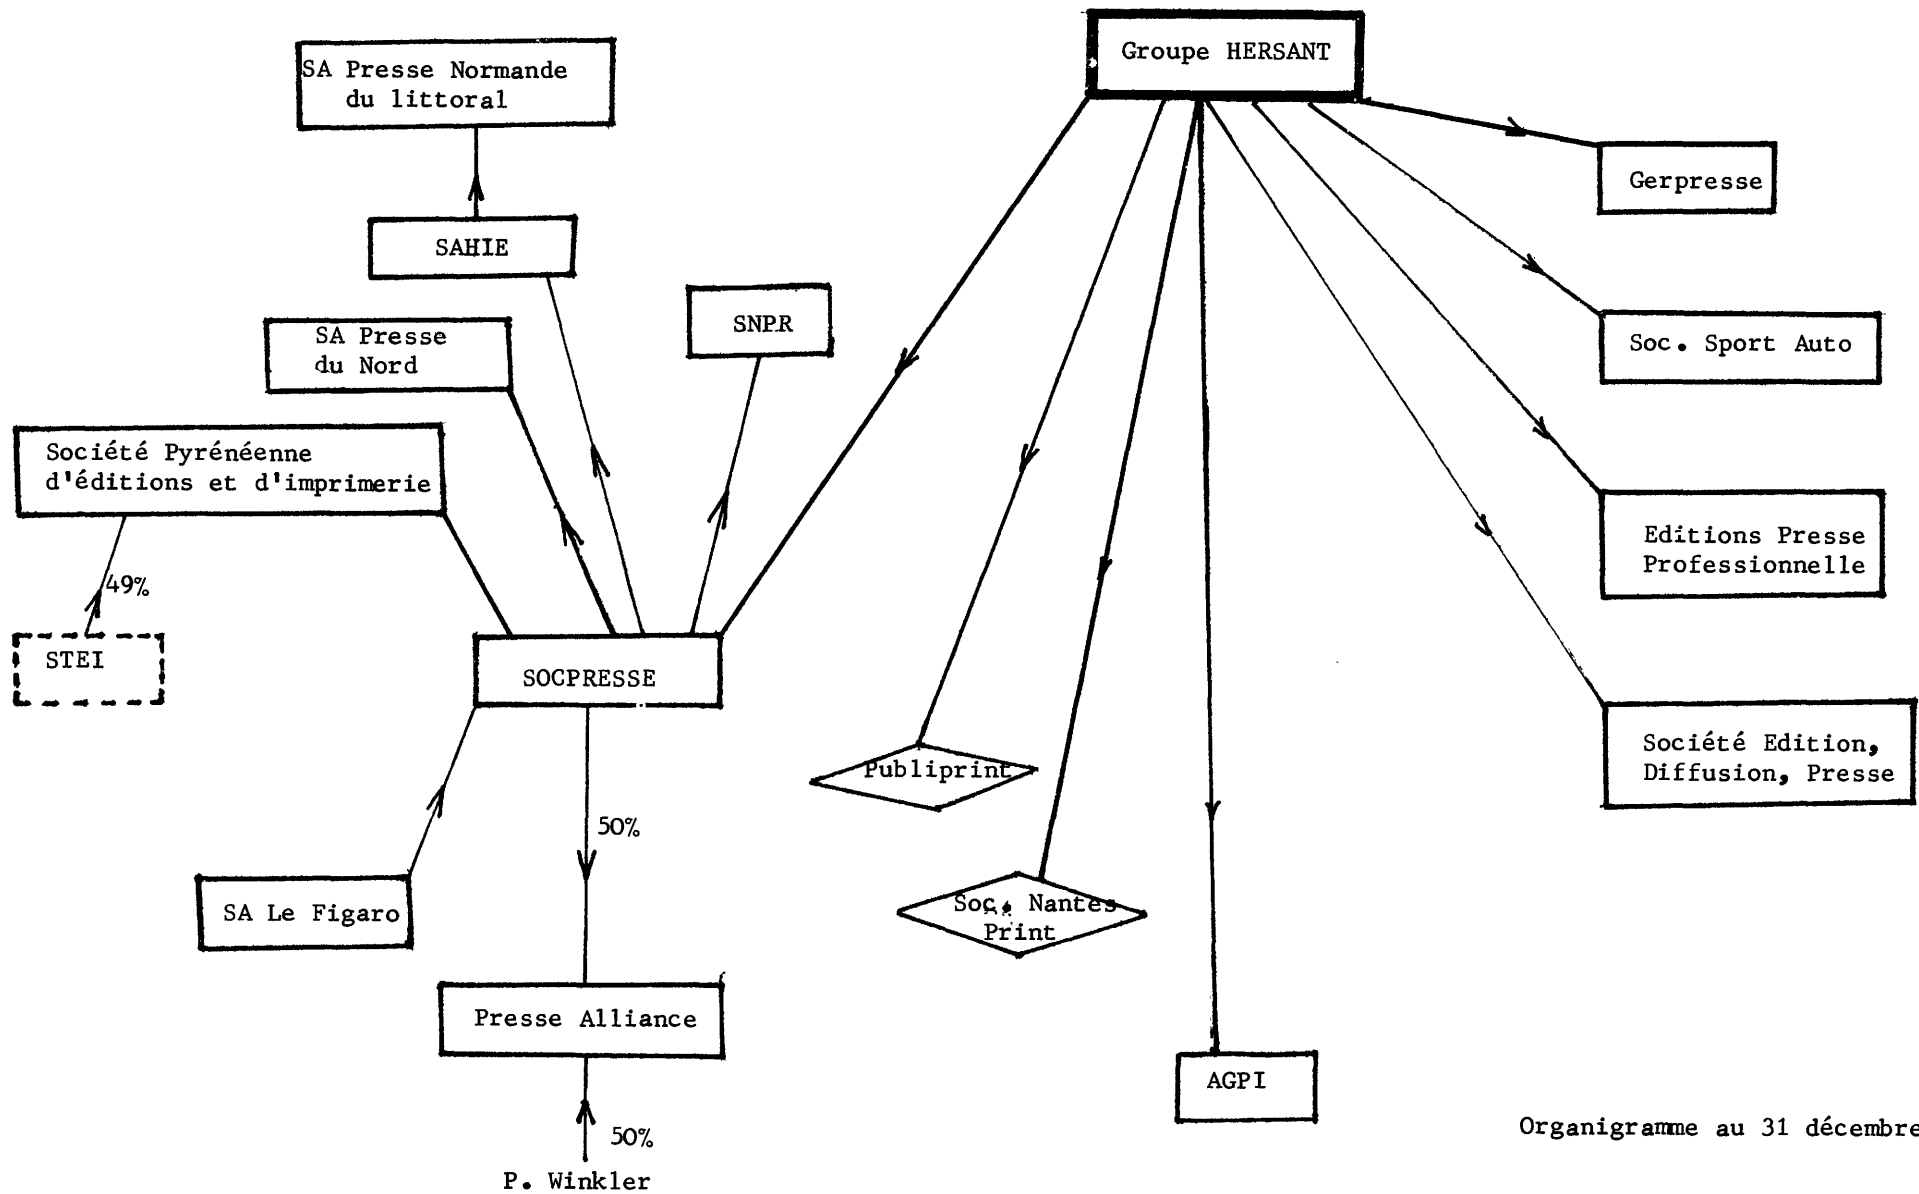 Groupe HERSANT
SA Presse Normande
du littoral
Gerpresse
SAHIE
SNPR
SA Presse
du Nord
Soc. Sport Auto
Société Pyrénéenne
d'éditions et d'imprimerie
Editions Presse
Professionnelle
49%
STEI
SOCPRESSE
Société Edition,
Diffusion, Presse
Publiprint
50%
SA Le Figaro
Soc. Nantes
Print
Presse Alliance
AGPI
50%
Organigramme au 31 décembre
P. Winkler